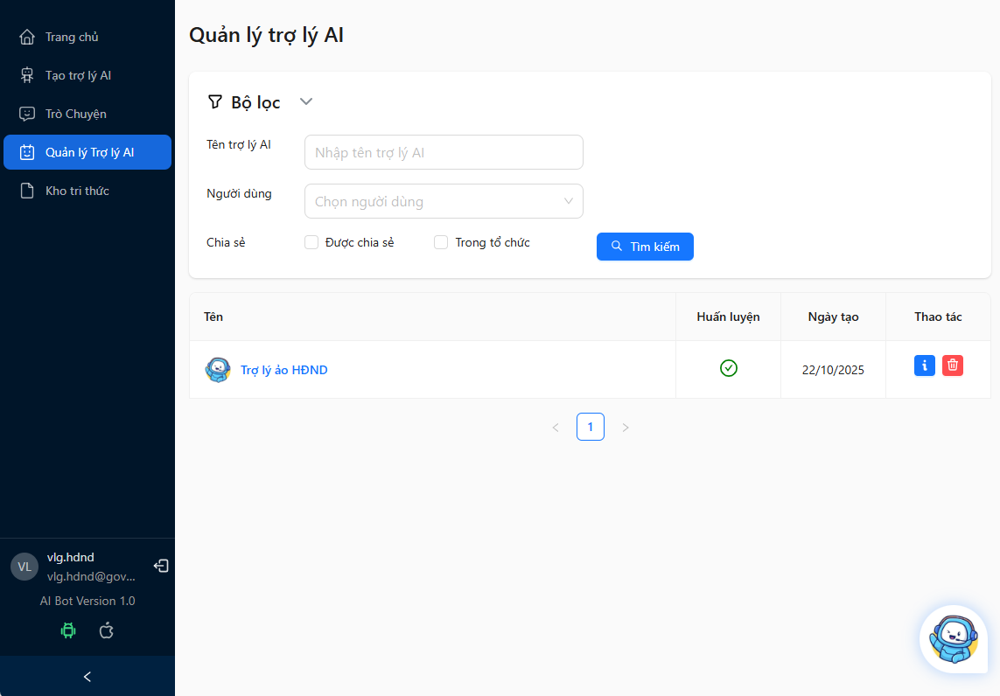 Trang chủ
Tạo trợ lý AI
Trò Chuyện
Quản lý Trợ lý AI
Kho tri thức
vlg.hdnd
VL
vlg.hdnd@gov...
AI Bot Version 1.0
Quản lý trợ lý AI
Bộ lọc
Tên trợ lý AI
Nhập tên trợ lý AI
Người dùng
Chọn người dùng
Chia sẻ
Được chia sẻ
Trong tổ chức
Tìm kiếm
Tên
Huấn luyện
Ngày tạo
Thao tác
Trợ lý ảo HĐND
22/10/2025
1